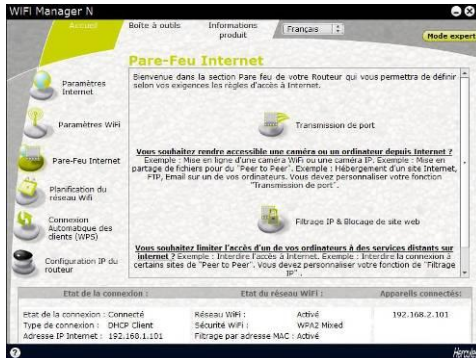 WiFi Manager N
Accueil
Boîte à outils
Informations produit
Français
Mode expert
Pare-Feu Internet
Bienvenue dans la section Pare feu de votre Routeur qui vous permettra de définir
selon vos exigences les règles d'accès à Internet.
Paramètres Internet
Paramètres WiFi
Pare-Feu Internet
Planification du réseau Wifi
Connexion Automatique des clients (WPS)
Configuration IP du routeur
Transmission de port
Vous souhaitez rendre accessible une caméra ou un ordinateur depuis Internet ?
Exemple : Mise en ligne d'une caméra WiFi ou une caméra IP. Exemple : Mise en
partage de fichiers pour du "Peer to Peer". Exemple : Hébergement d'un site Internet,
FTP, Email sur un de vos ordinateurs. Vous devez personnaliser votre fonction
"Transmission de port".
Filtrage IP & Blocage de site web
Vous souhaitez limiter l'accès d'un de vos ordinateurs à des services distants sur
internet ? Exemple : Interdire l'accès à Internet. Exemple : Interdire la connexion à
certains sites de "Peer to Peer". Vous devez personnaliser votre fonction de "Filtrage
IP" .
Etat de la connexion :
Etat du réseau WiFi :
Appareils connectés:
Etat de la connexion : Connecté
Type de connexion : DHCP Client
Adresse IP Internet : 192.168.1.101
Réseau WiFi : Activé
Sécurité WiFi : WPA2 Mixed
Filtrage par adresse MAC : Activé
192.168.2.101
?
Hercules